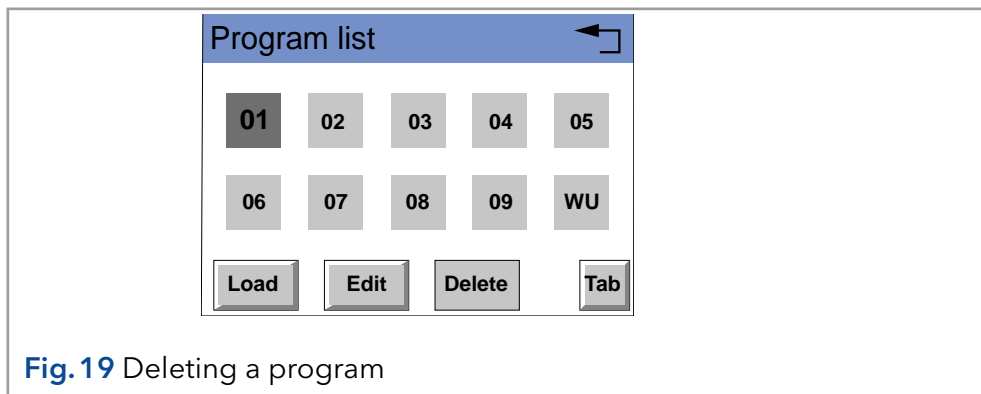 Program list
01 02 03 04 05
06 07 08 09 WU
Load Edit Delete Tab
Fig.19 Deleting a program